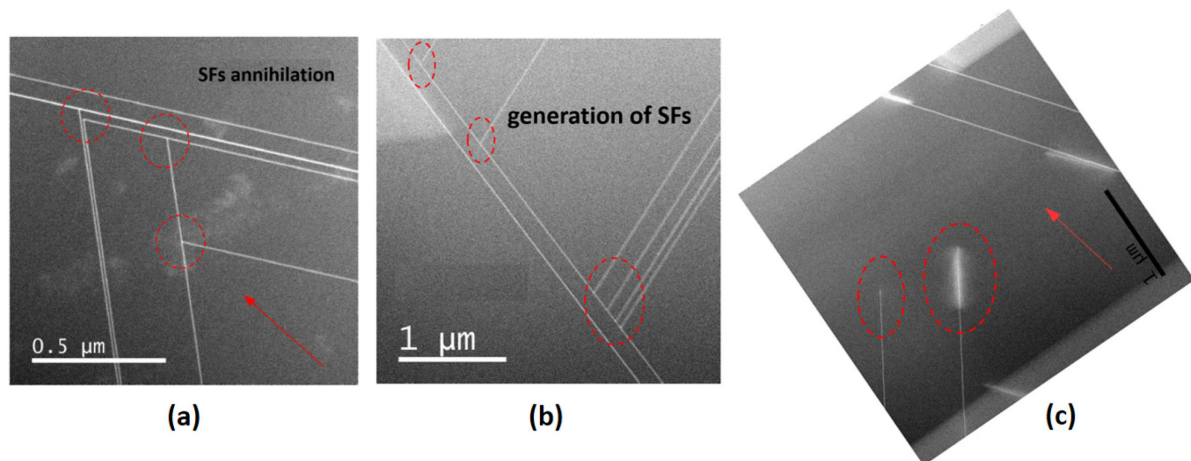 SFs annihilation
0.5 µm
(a)
generation of SFs
1 µm
(b)
1 µm
(c)